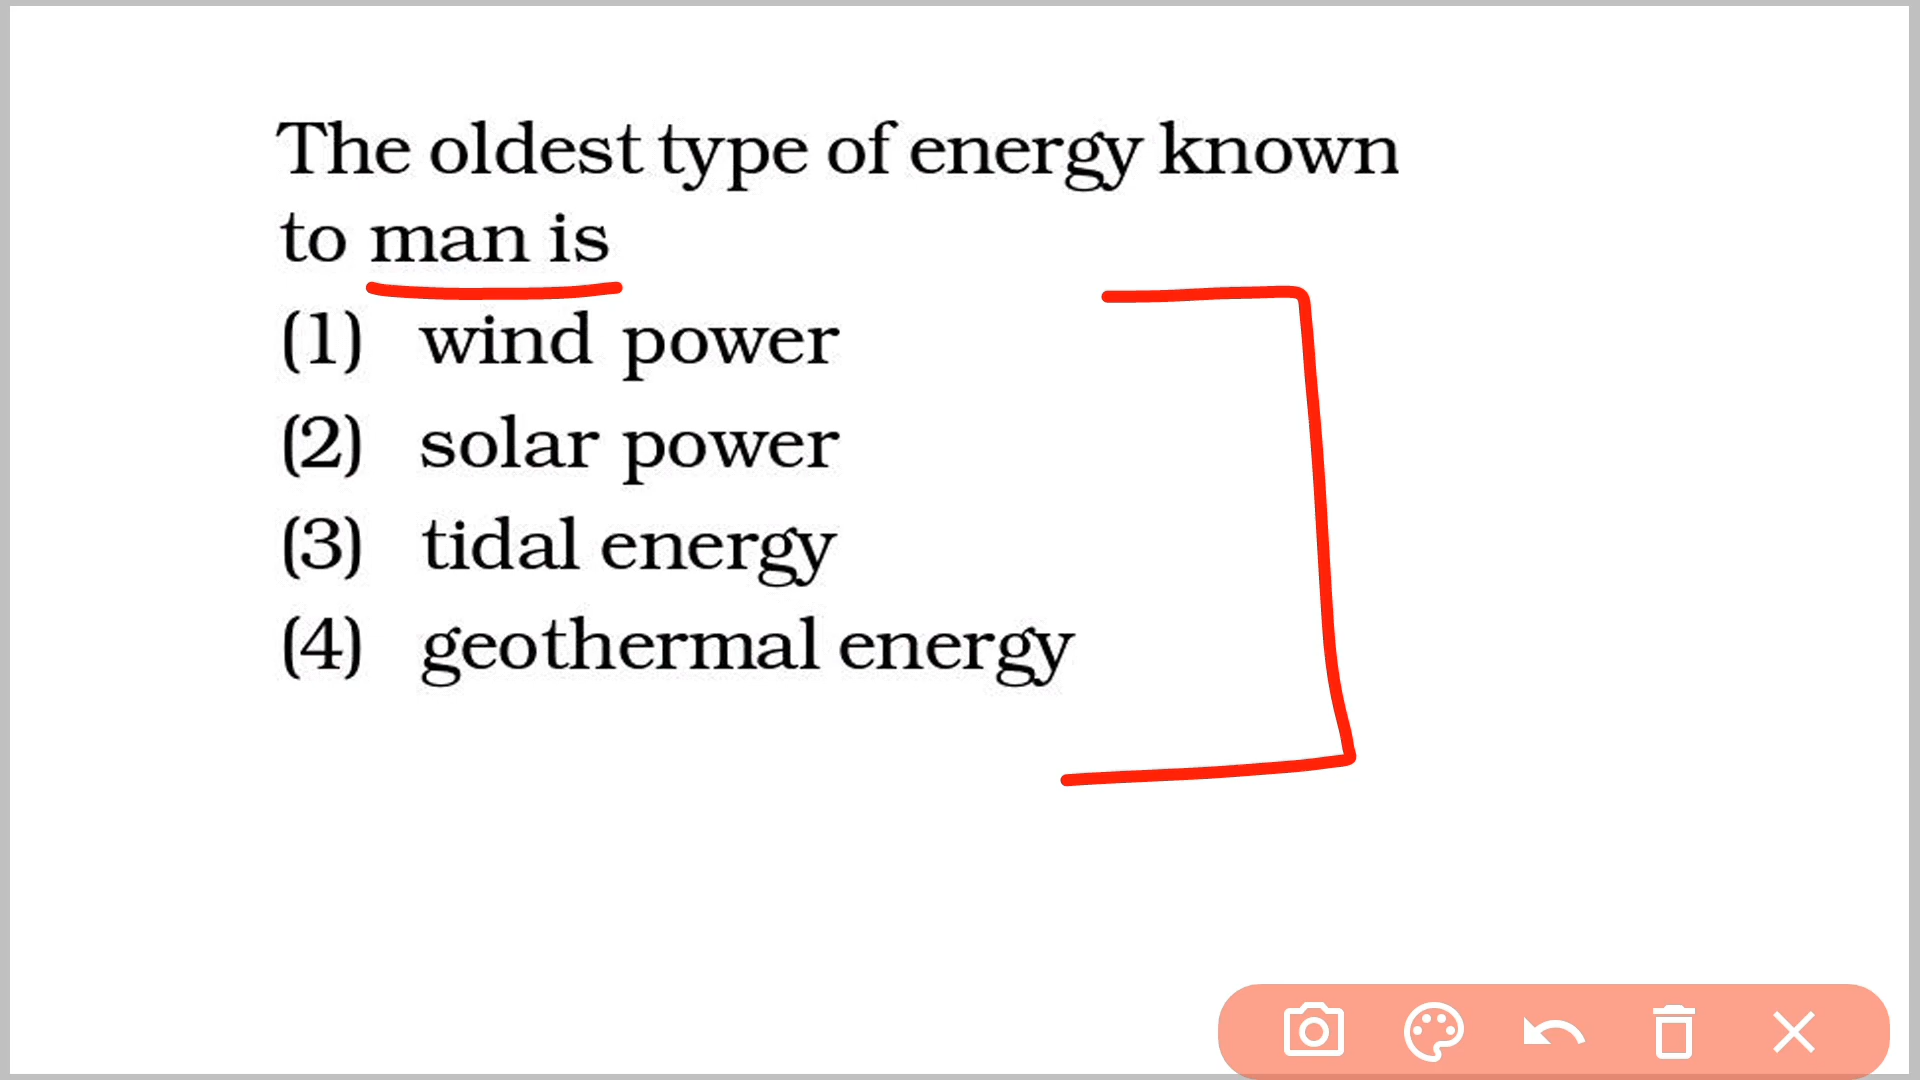 The oldest type of energy known
to man is
(1) wind power
(2) solar power
(3) tidal energy
(4) geothermal energy